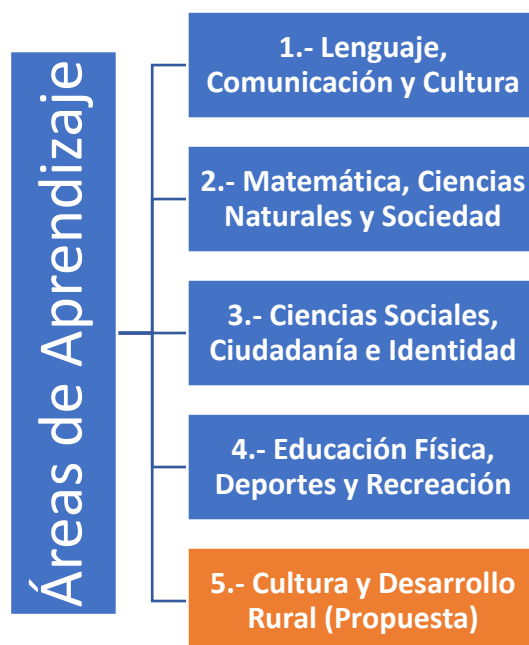 Áreas de Aprendizaje
1.- Lenguaje,
Comunicación y Cultura
2.- Matemática, Ciencias
Naturales y Sociedad
3.- Ciencias Sociales,
Ciudadanía e Identidad
4.- Educación Física,
Deportes y Recreación
5.- Cultura y Desarrollo
Rural (Propuesta)